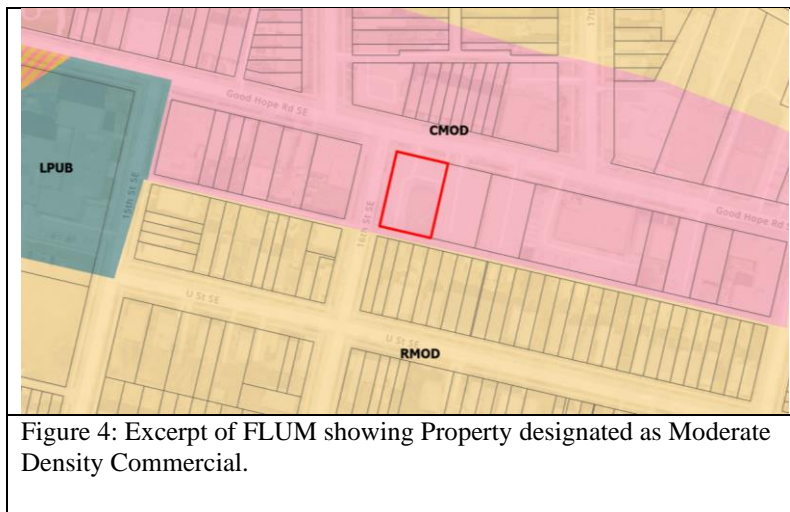 17th
Good Hope Rd SE
CMOD
LPUB
15th St SE
16th St SE
Good Hope Rd S
U St SE
U St SE
RMOD
Figure 4: Excerpt of FLUM showing Property designated as Moderate
Density Commercial.